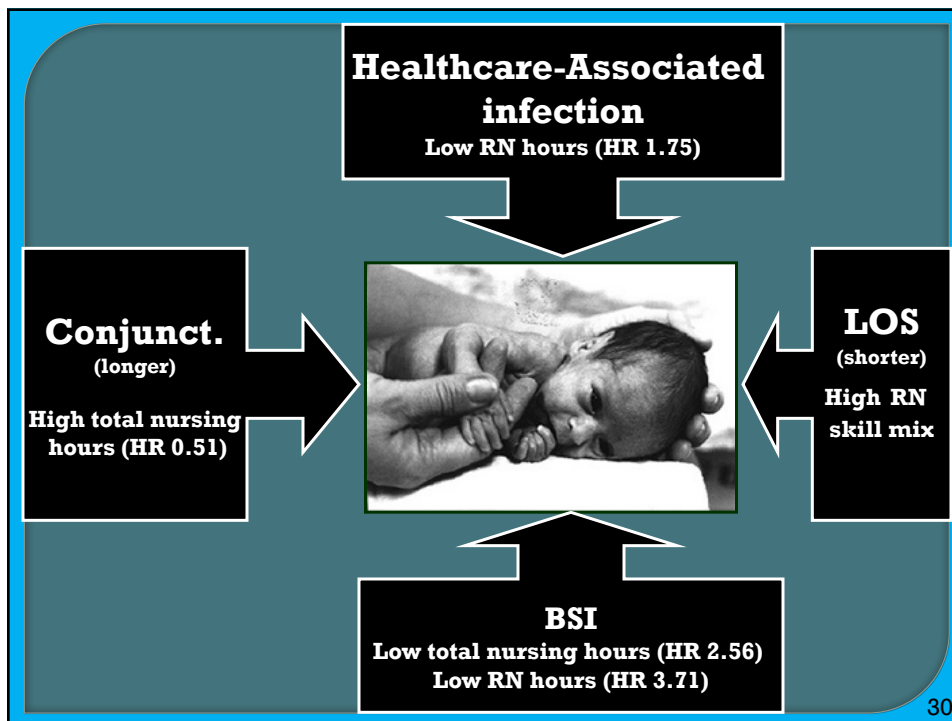 Healthcare-Associated
infection
Low RN hours (HR 1.75)
Conjunct.
(longer)
High total nursing
hours (HR 0.51)
LOS
(shorter)
High RN
skill mix
BSI
Low total nursing hours (HR 2.56)
Low RN hours (HR 3.71)
30